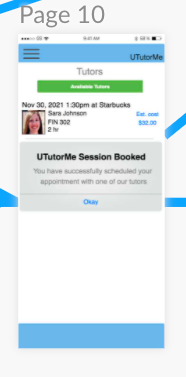 Page 10
9:41 AM
UTutorMe
Tutors
Available Tutors
Nov 30, 2021 1:30pm at Starbucks
Sara Johnson Est. cost
FIN 302 $32.00
2 hr
UTutorMe Session Booked
You have successfully scheduled your
appointment with one of our tutors
Okay